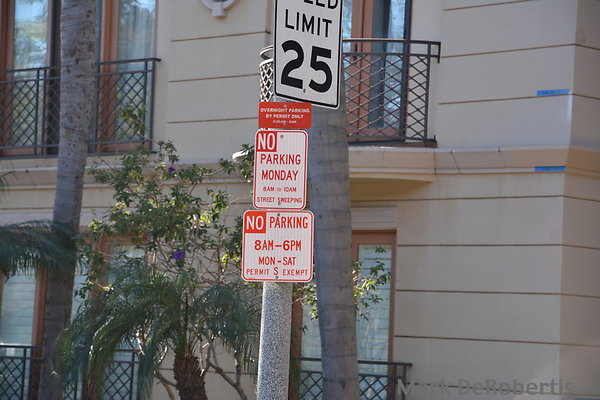 LIMIT
25
OVERNIGHT PARKING
BY PERMIT ONLY
NO
PARKING
MONDAY
8AM TO 10AM
STREET SWEEPING
NO PARKING
8AM–6PM
MON–SAT
PERMIT S EXEMPT
Mark DeRobertis